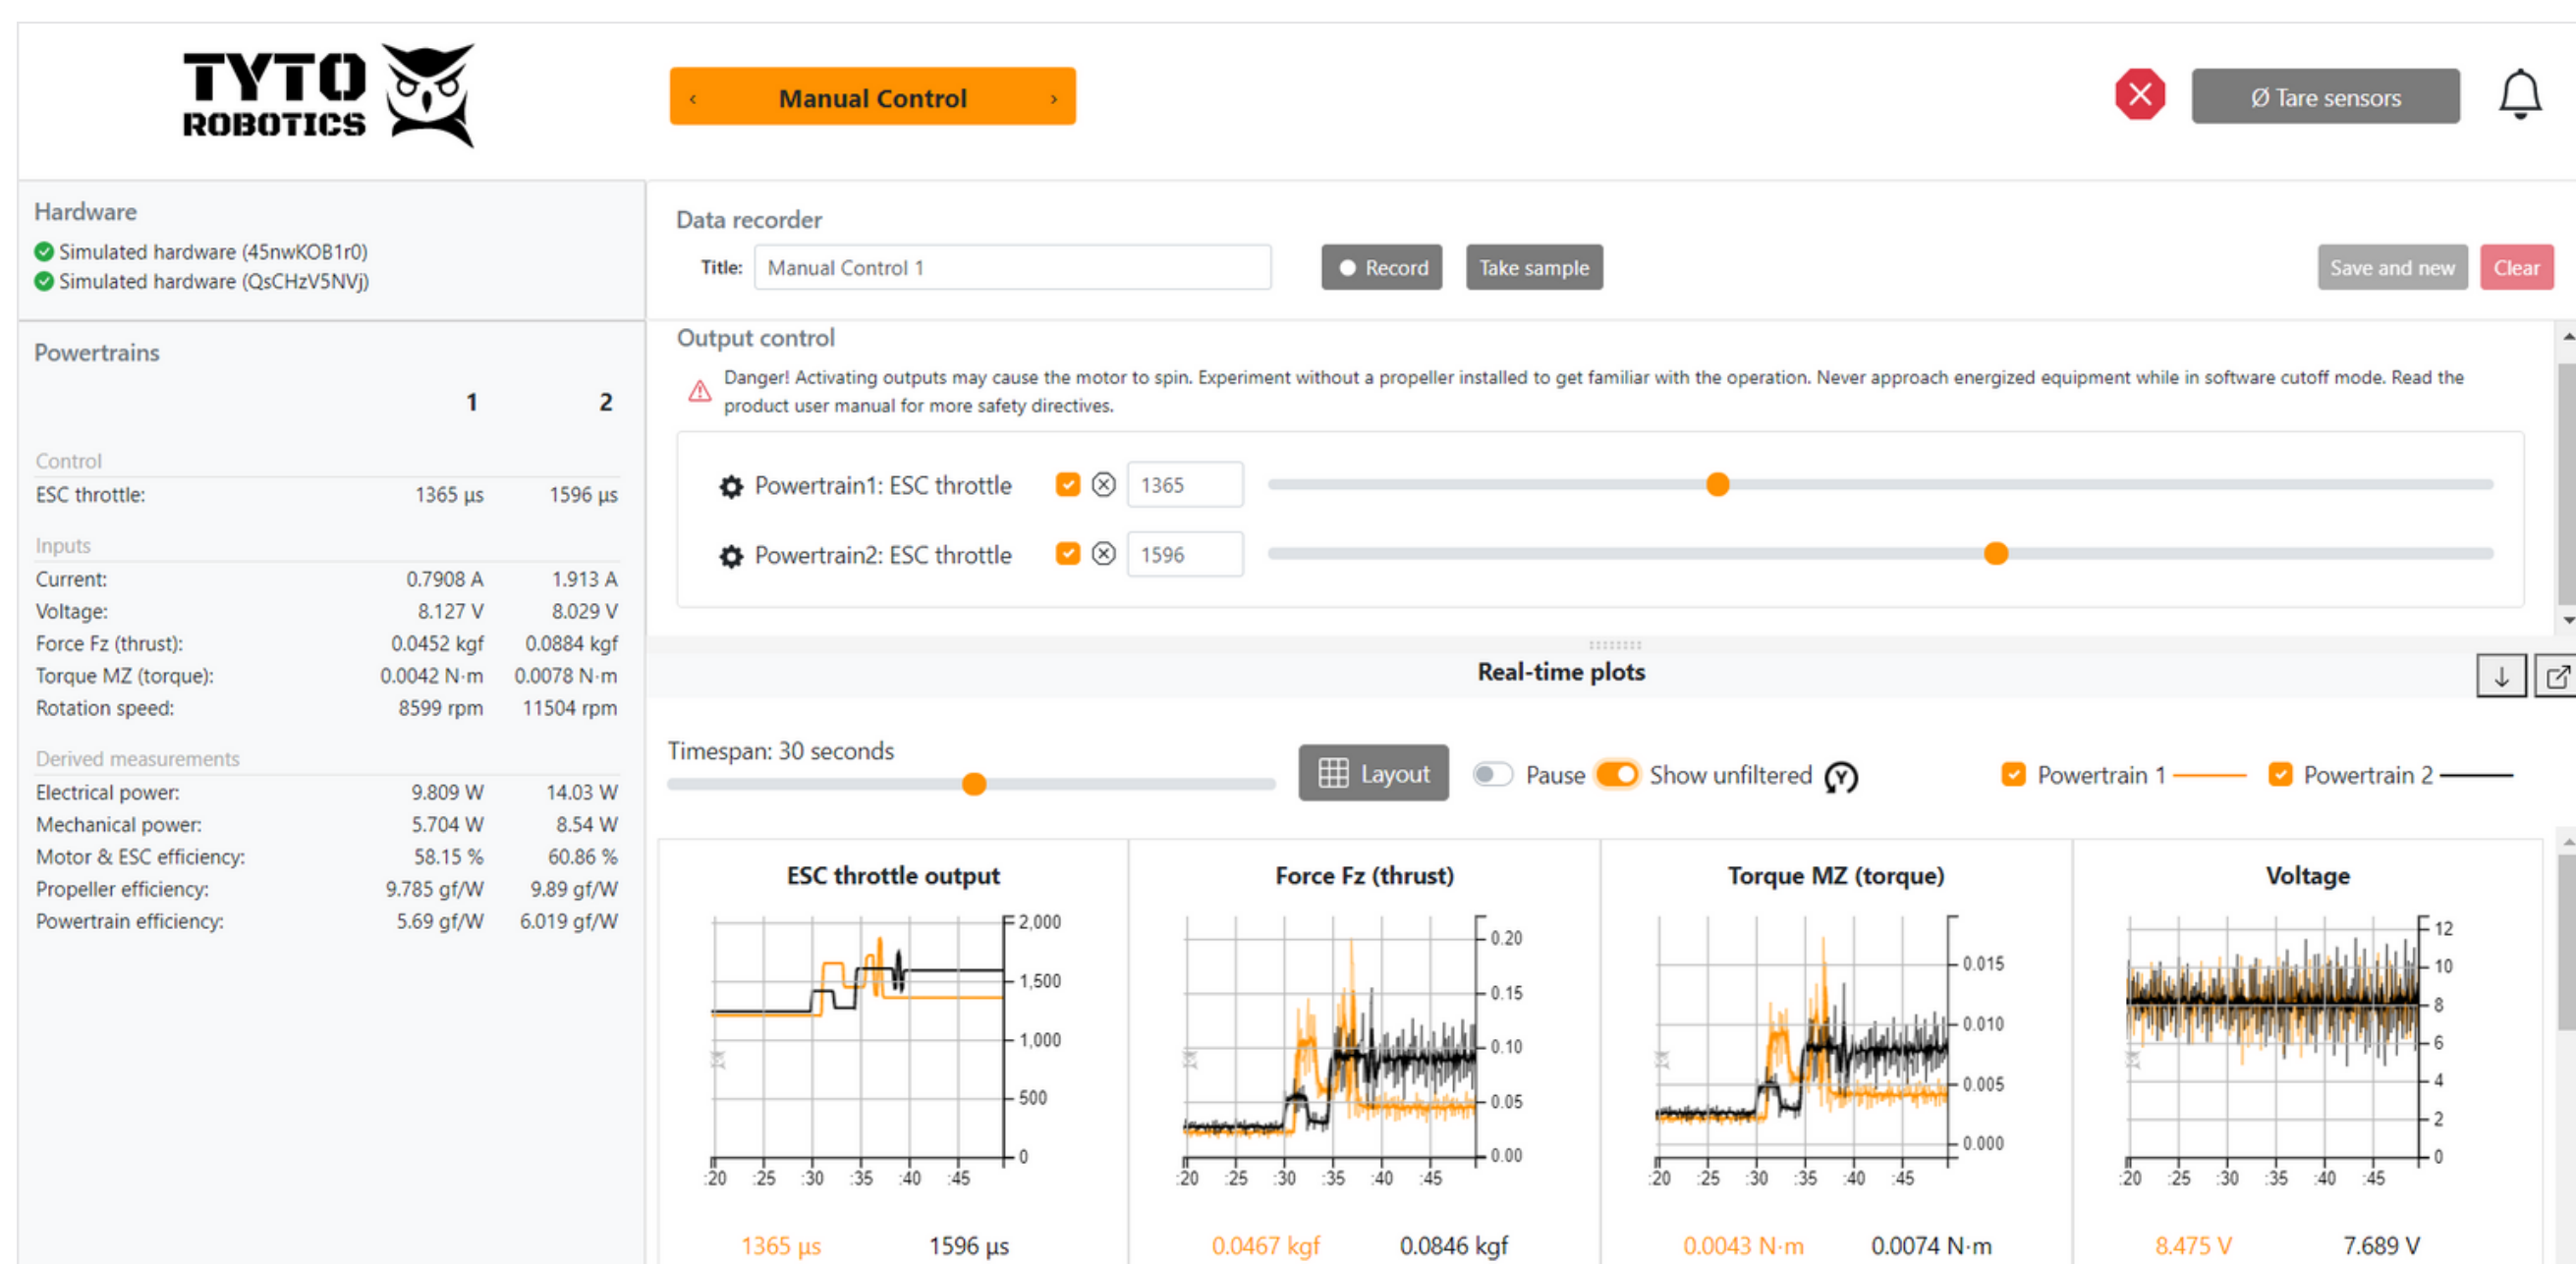 TYTO
ROBOTICS
‹ Manual Control ›
Ø Tare sensors
Hardware
Simulated hardware (45nwKOB1r0)
Simulated hardware (QsCHzV5NVj)
Data recorder
Title: Manual Control 1 Record Take sample Save and new Clear
Powertrains
1 2
Control
ESC throttle: 1365 µs 1596 µs
Inputs
Current: 0.7908 A 1.913 A
Voltage: 8.127 V 8.029 V
Force Fz (thrust): 0.0452 kgf 0.0884 kgf
Torque MZ (torque): 0.0042 N·m 0.0078 N·m
Rotation speed: 8599 rpm 11504 rpm
Derived measurements
Electrical power: 9.809 W 14.03 W
Mechanical power: 5.704 W 8.54 W
Motor & ESC efficiency: 58.15 % 60.86 %
Propeller efficiency: 9.785 gf/W 9.89 gf/W
Powertrain efficiency: 5.69 gf/W 6.019 gf/W
Output control
Danger! Activating outputs may cause the motor to spin. Experiment without a propeller installed to get familiar with the operation. Never approach energized equipment while in software cutoff mode. Read the
product user manual for more safety directives.
Powertrain1: ESC throttle 1365
Powertrain2: ESC throttle 1596
Real-time plots
Timespan: 30 seconds
Layout Pause Show unfiltered Y Powertrain 1 Powertrain 2
ESC throttle output
2,000
1,500
1,000
500
0
:20 :25 :30 :35 :40 :45
1365 µs 1596 µs
Force Fz (thrust)
0.20
0.15
0.10
0.05
0.00
:20 :25 :30 :35 :40 :45
0.0467 kgf 0.0846 kgf
Torque MZ (torque)
0.015
0.010
0.005
0.000
:20 :25 :30 :35 :40 :45
0.0043 N·m 0.0074 N·m
Voltage
12
10
8
6
4
2
0
:20 :25 :30 :35 :40 :45
8.475 V 7.689 V